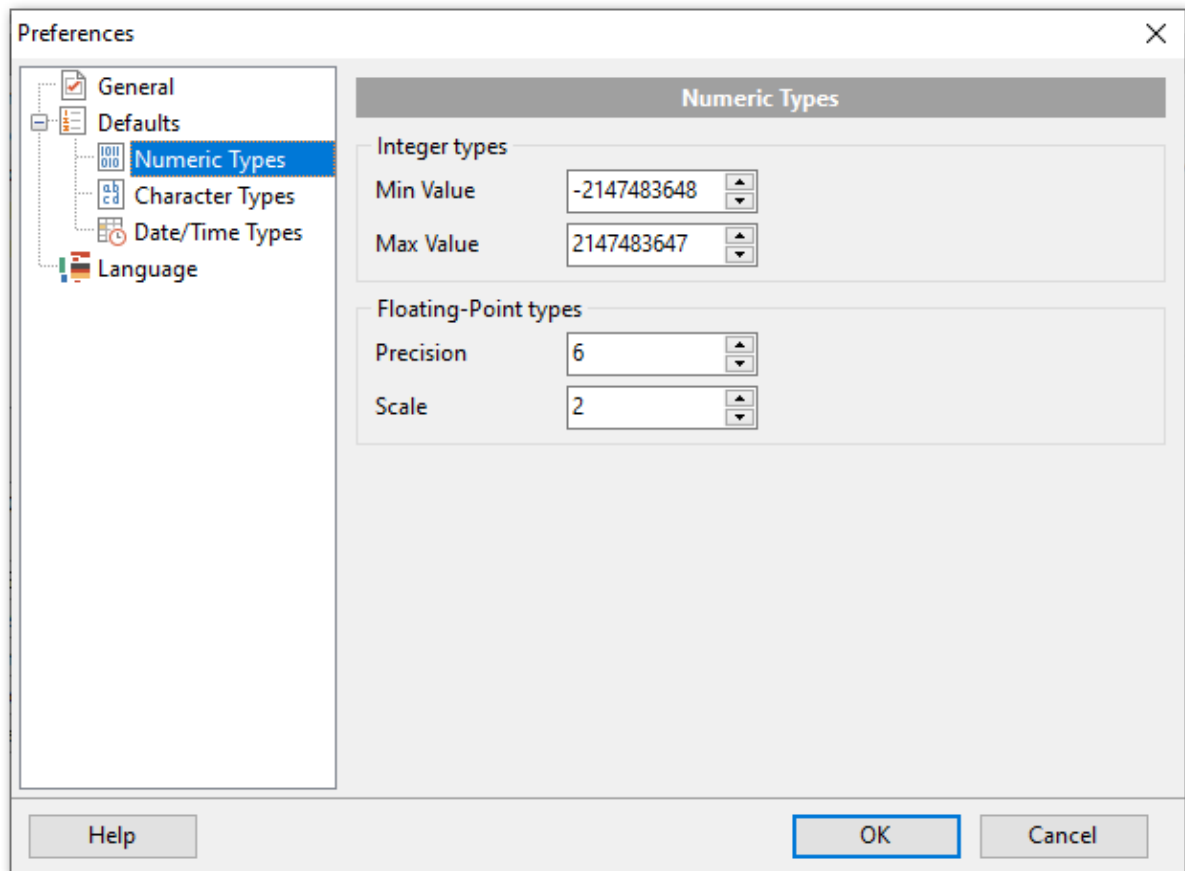 Preferences
General
Defaults
Numeric Types
Character Types
Date/Time Types
Language
Numeric Types
Integer types
Min Value -2147483648
Max Value 2147483647
Floating-Point types
Precision 6
Scale 2
Help OK Cancel